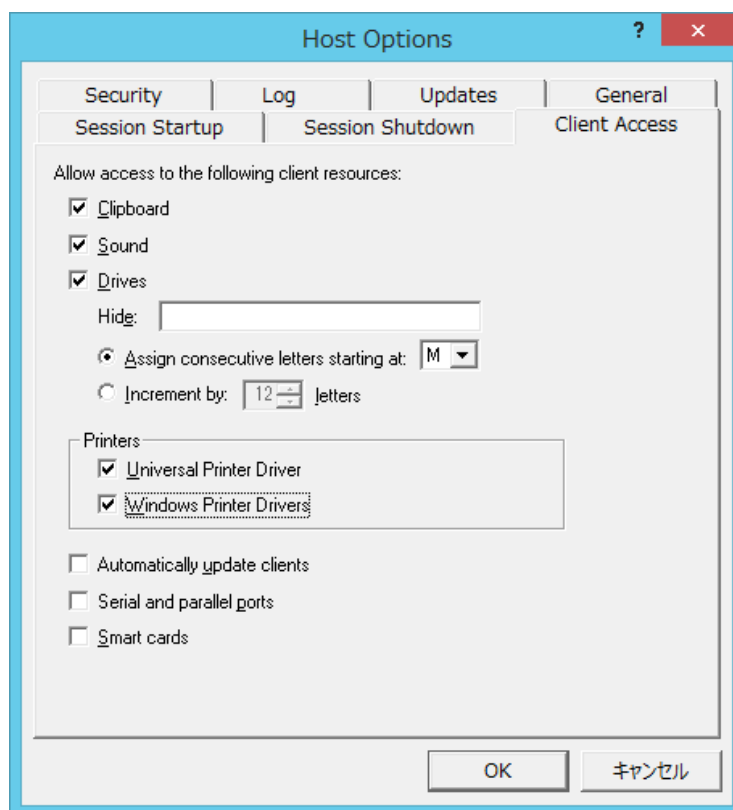 Host Options
? ×
Security Log Updates General
Session Startup Session Shutdown Client Access
Allow access to the following client resources:
Clipboard
Sound
Drives
Hide:
Assign consecutive letters starting at: M
Increment by: 12 letters
Printers
Universal Printer Driver
Windows Printer Drivers
Automatically update clients
Serial and parallel ports
Smart cards
OK キャンセル